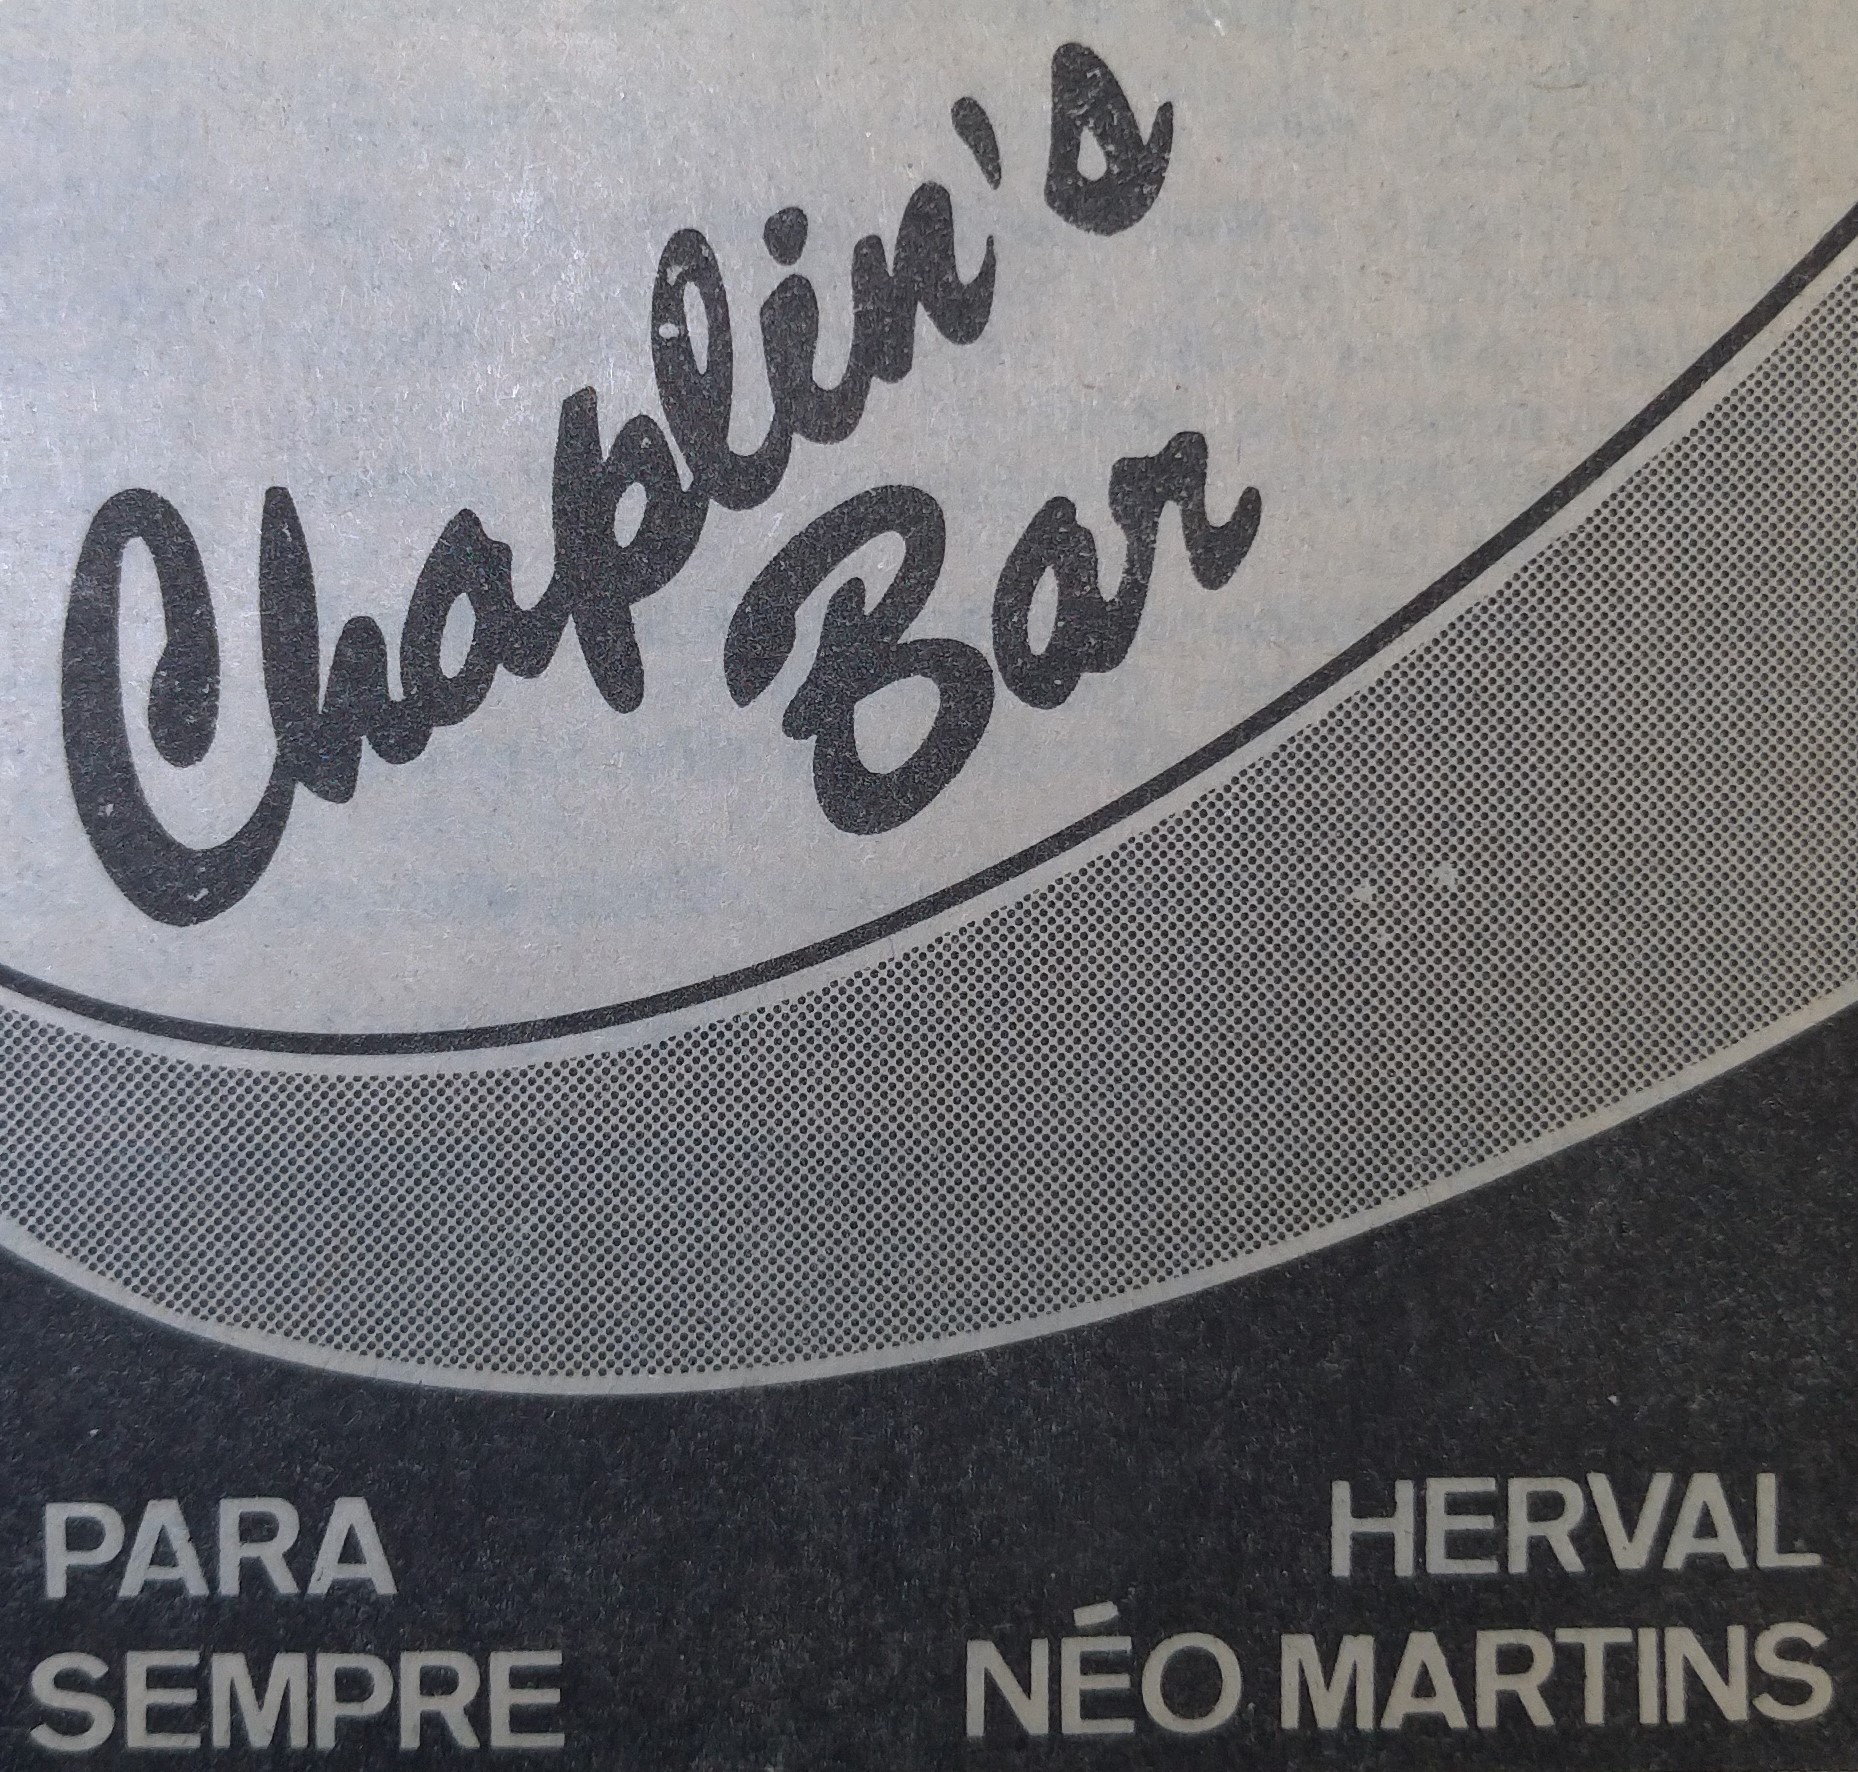 Chaplin's
Bar
PARA
SEMPRE
HERVAL
NÉO MARTINS